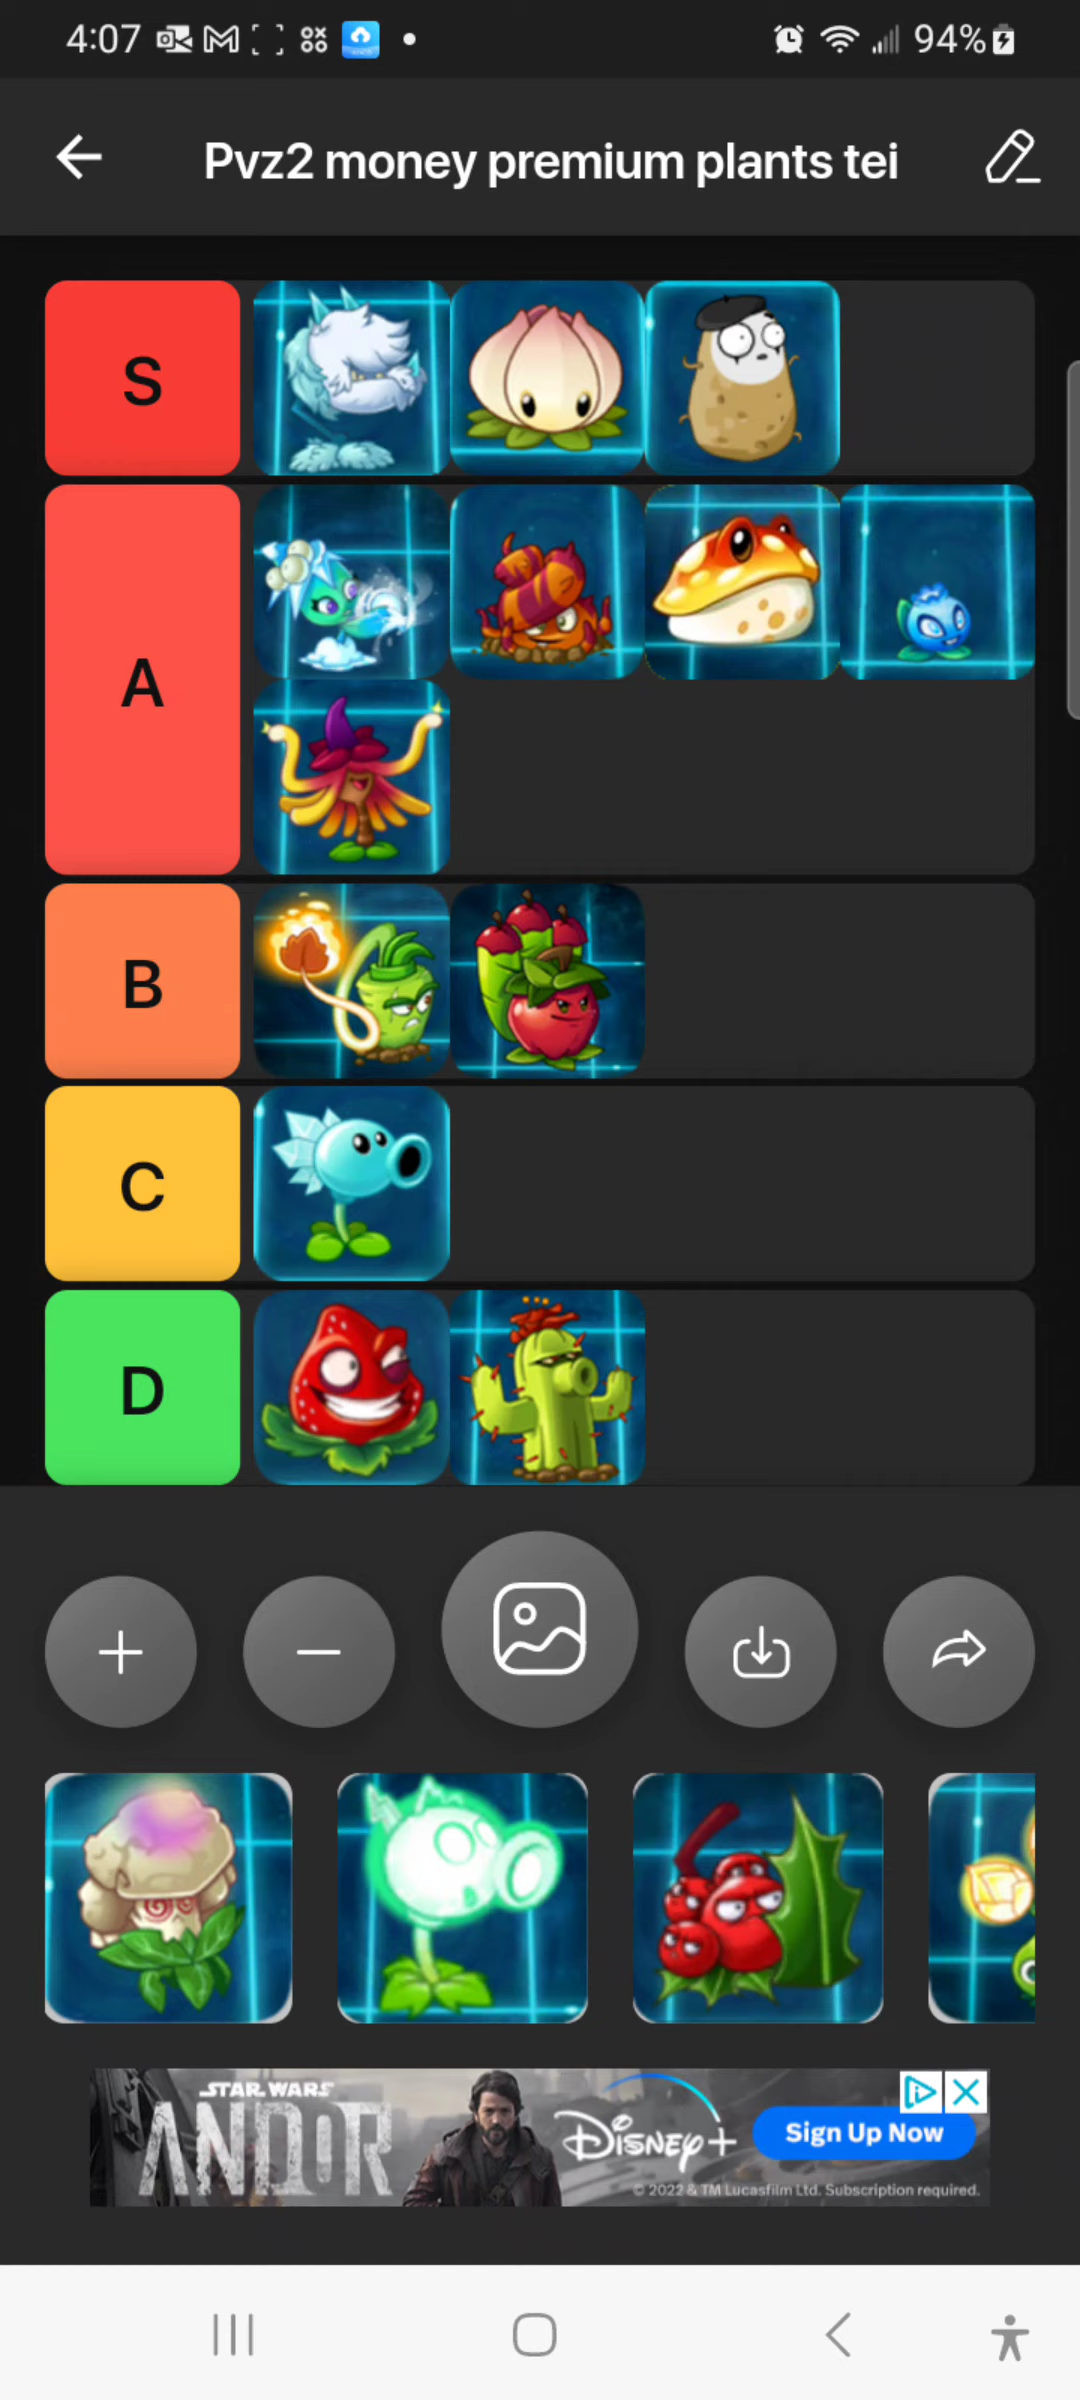 4:07
94%
Pvz2 money premium plants tei
S
A
B
C
D
STAR WARS
ANDOR
Disney+
Sign Up Now
© 2022 & TM Lucasfilm Ltd. Subscription required.